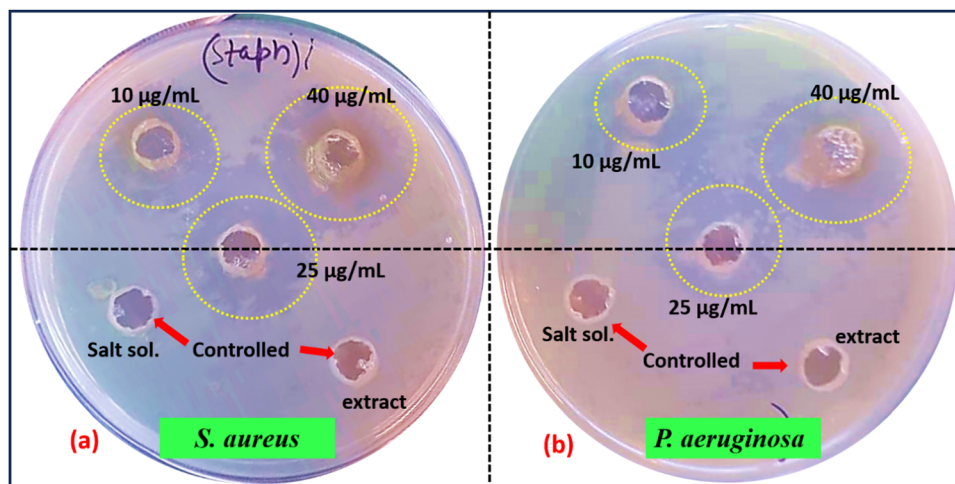 (Staph) i
10 µg/mL
40 µg/mL
25 µg/mL
Salt sol.
Controlled
extract
(a)
S. aureus
10 µg/mL
40 µg/mL
25 µg/mL
Salt sol.
Controlled
extract
(b)
P. aeruginosa